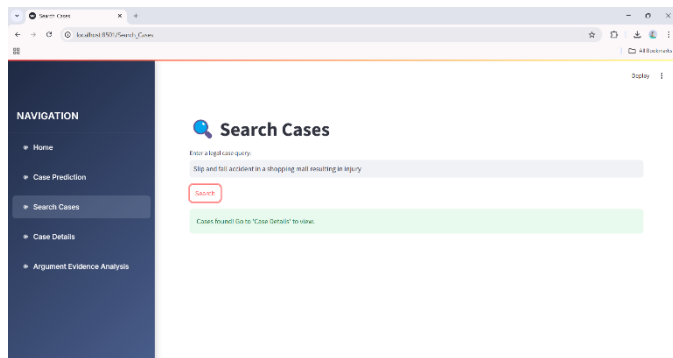 Search Cases
localhost:8501/Search_Cases
All Bookmarks
Deploy
NAVIGATION
Home
Case Prediction
Search Cases
Case Details
Argument Evidence Analysis
Search Cases
Enter a legal case query:
Slip and fall accident in a shopping mall resulting in injury
Search
Cases found! Go to 'Case Details' to view.